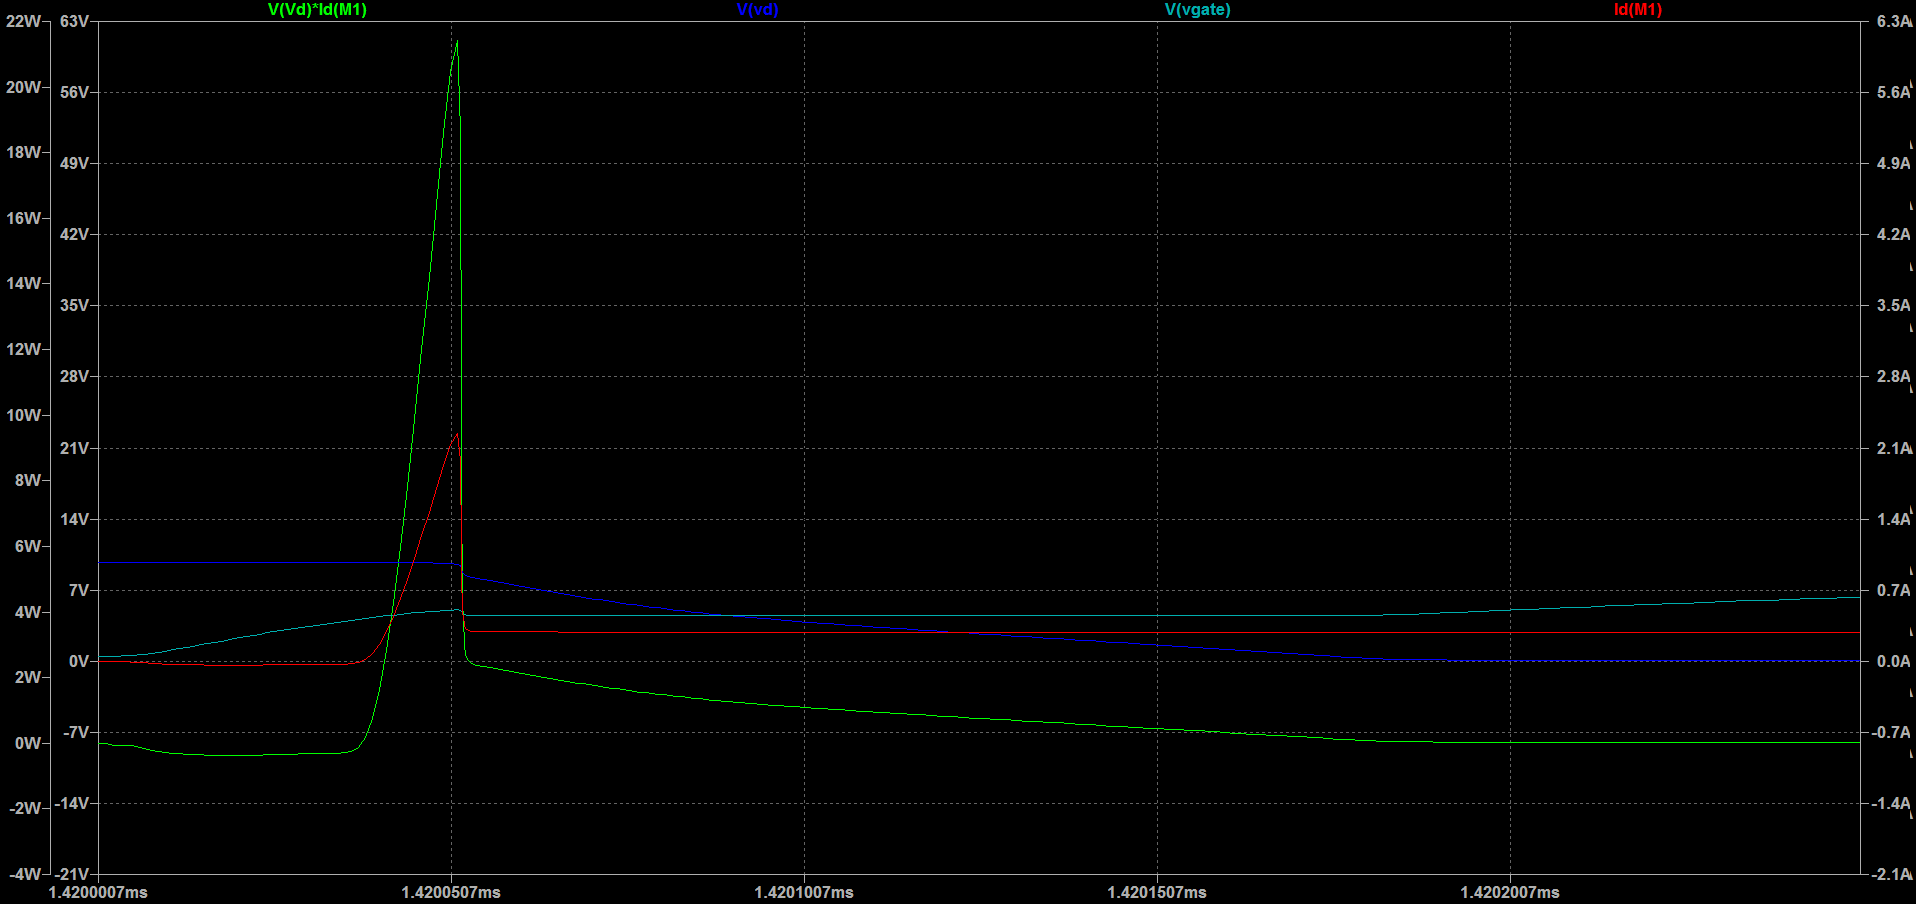 V(Vd)*Id(M1) V(vd) V(vgate) Id(M1)
22W 63V 6.3A
20W 56V 5.6A
18W 49V 4.9A
16W 42V 4.2A
14W 35V 3.5A
12W 28V 2.8A
10W 21V 2.1A
8W 14V 1.4A
6W 7V 0.7A
4W 0V 0.0A
2W -7V -0.7A
0W -14V -1.4A
-2W -21V -2.1A
-4W
1.4200007ms 1.4200507ms 1.4201007ms 1.4201507ms 1.4202007ms